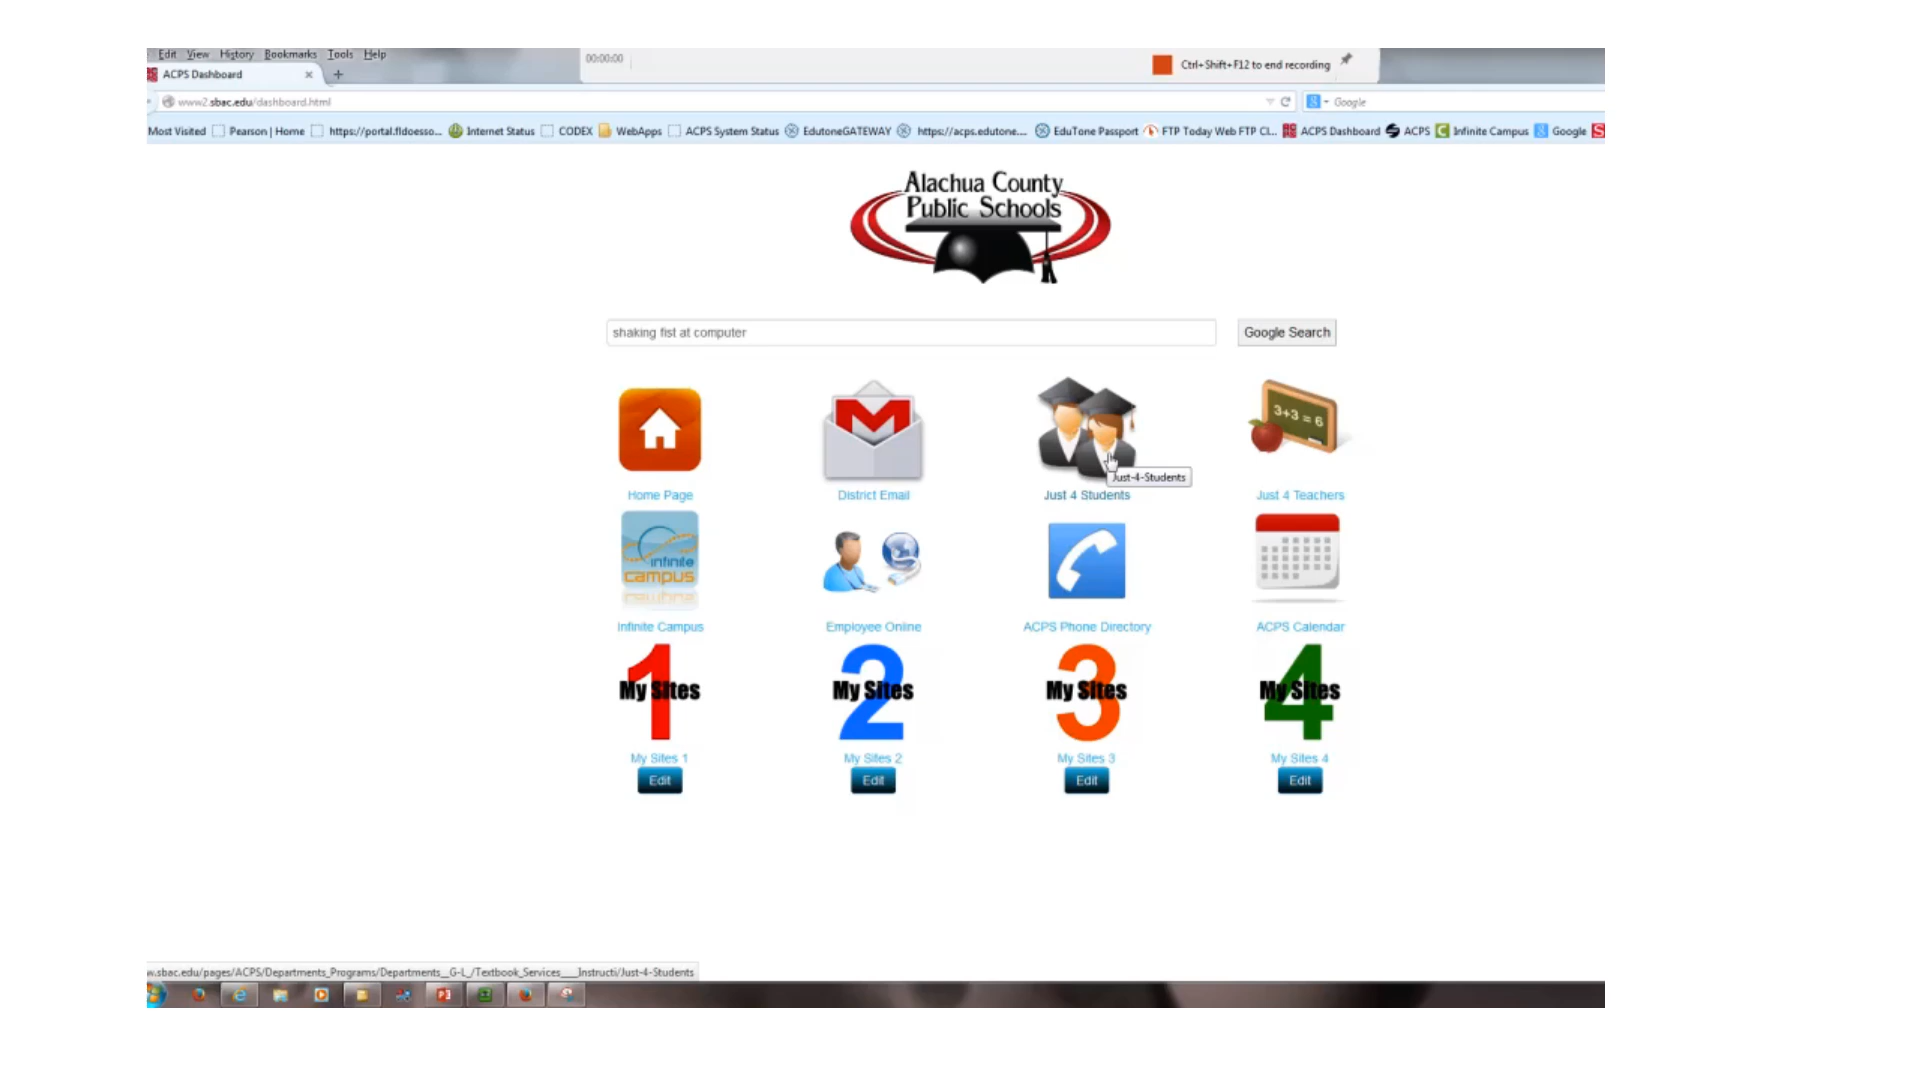 Edit View History Bookmarks Tools Help
00:00:00
Ctrl+Shift+F12 to end recording
ACPS Dashboard
www2.sbac.edu/dashboard.html
Google
Most Visited Pearson | Home https://portal.fldoesso... Internet Status CODEX WebApps ACPS System Status EdutoneGATEWAY https://acps.edutone.... EduTone Passport FTP Today Web FTP Cl... ACPS Dashboard ACPS Infinite Campus Google
Alachua County
Public Schools
shaking fist at computer
Google Search
3+3=6
Just-4-Students
Home Page District Email Just 4 Students Just 4 Teachers
infinite
campus
Infinite Campus Employee Online ACPS Phone Directory ACPS Calendar
1 2 3 4
My Sites My Sites My Sites My Sites
My Sites 1 My Sites 2 My Sites 3 My Sites 4
Edit Edit Edit Edit
w.sbac.edu/pages/ACPS/Departments_Programs/Departments__G-L_/Textbook_Services___Instructi/Just-4-Students